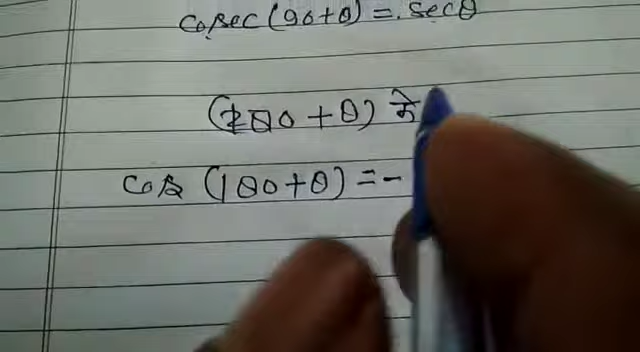 cosec(90+θ)=.secθ
(180+θ) में
cos (180+θ)=-